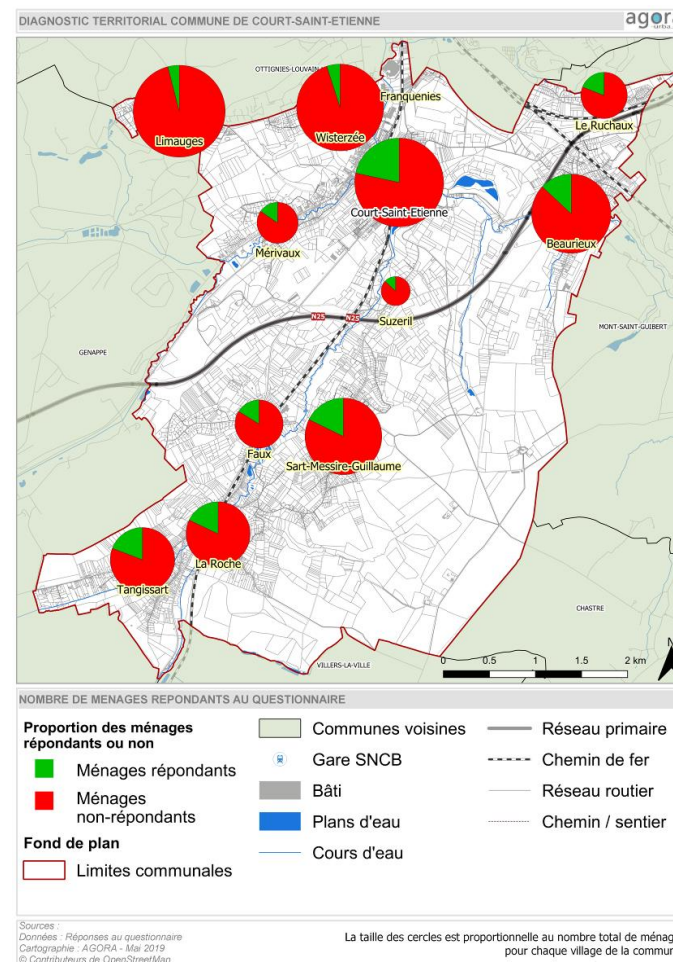 DIAGNOSTIC TERRITORIAL COMMUNE DE COURT-SAINT-ETIENNE
agora
urba.
OTTIGNIES-LOUVAIN
Franquenies
Limauges
Wisterzée
Le Ruchaux
Court-Saint-Etienne
Mérivaux
Beaurieux
Suzeril
N25 N25
MONT-SAINT-GUIBERT
GENAPPE
Faux
Sart-Messire-Guillaume
La Roche
Tangissart
CHASTRE
VILLERS-LA-VILLE
N
0 0.5 1 1.5 2 km
NOMBRE DE MENAGES REPONDANTS AU QUESTIONNAIRE
Proportion des ménages
répondants ou non
Ménages répondants
Ménages
non-répondants
Fond de plan
Limites communales
Communes voisines
Gare SNCB
Bâti
Plans d'eau
Cours d'eau
Réseau primaire
Chemin de fer
Réseau routier
Chemin / sentier
Sources :
Données : Réponses au questionnaire
Cartographie : AGORA - Mai 2019
© Contributeurs de OpenStreetMap
La taille des cercles est proportionnelle au nombre total de ménag
pour chaque village de la commun